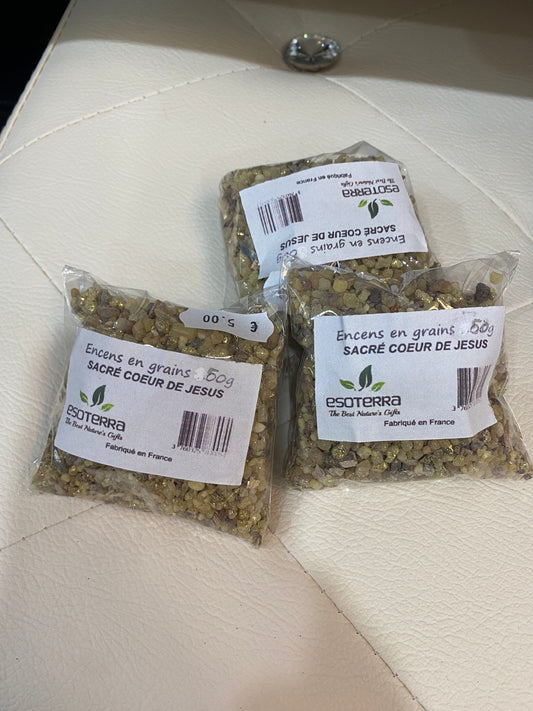 Fabriqué en France
The Best Nature's Gifts
ESOTERRA
SACRÉ COEUR DE JESUS
Encens en grains
€ 5.00
Encens en grains 50g
SACRÉ COEUR DE JESUS
ESOTERRA
The Best Nature's Gifts
Fabriqué en France
Encens en grains 50g
SACRÉ COEUR DE JESUS
ESOTERRA
The Best Nature's Gifts
Fabriqué en France